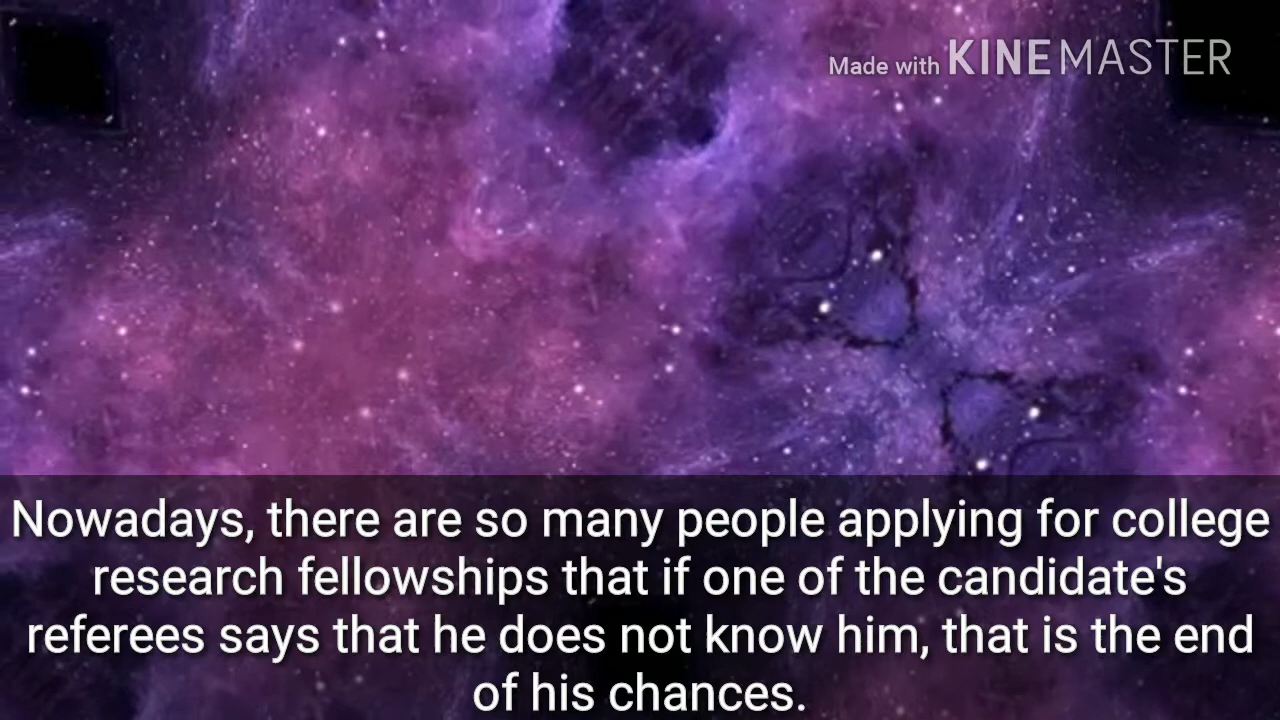 Made with KINEMASTER
Nowadays, there are so many people applying for college
research fellowships that if one of the candidate's
referees says that he does not know him, that is the end
of his chances.